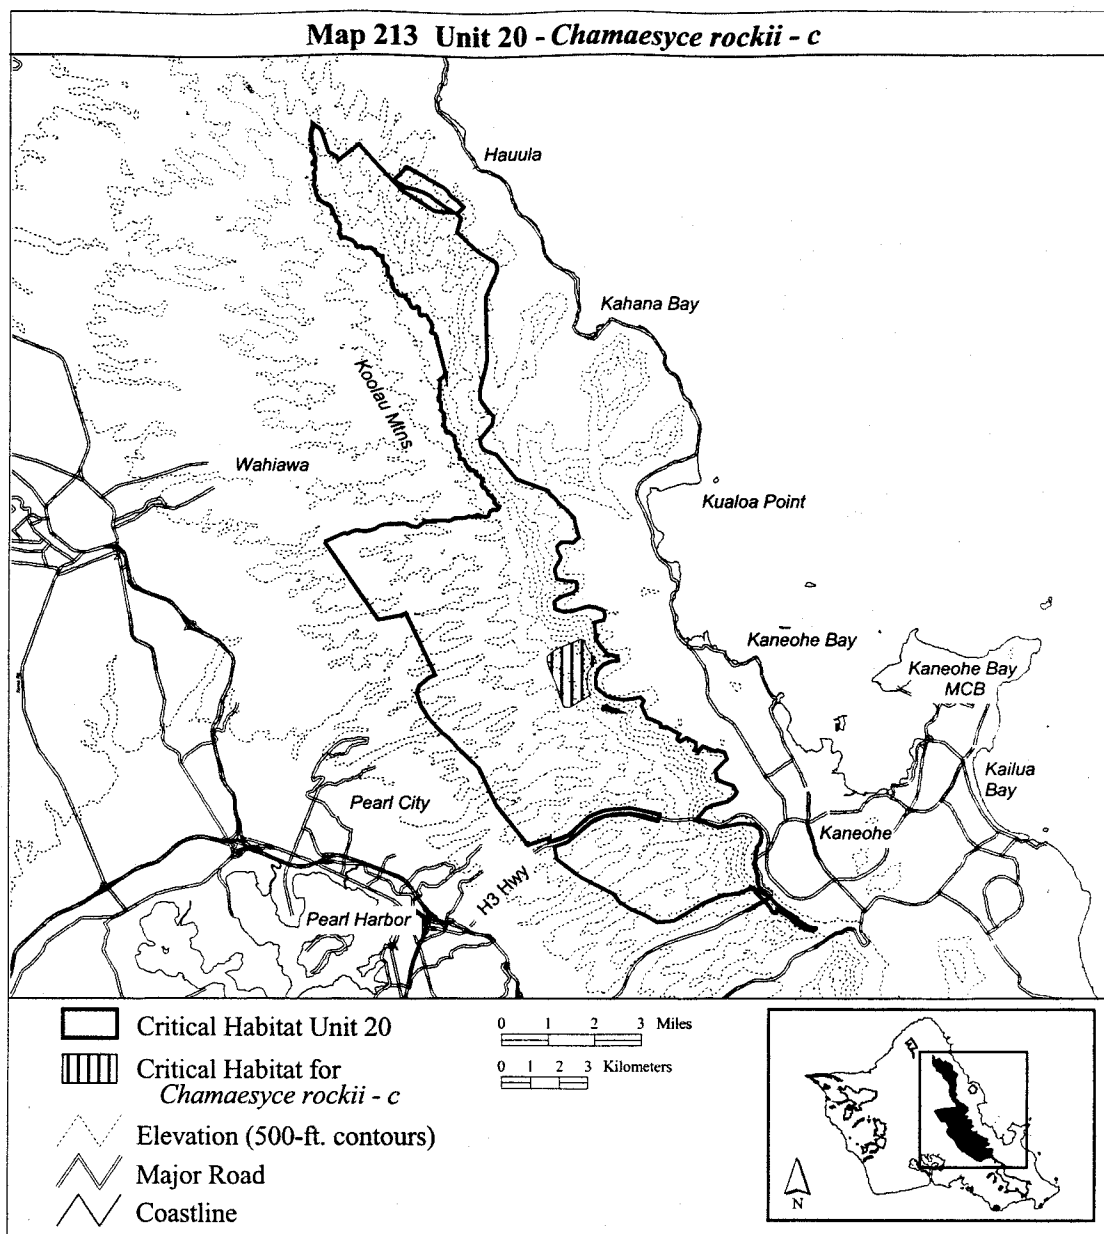 Map 213 Unit 20 - Chamaesyce rockii - c
Hauula
Kahana Bay
Koolau Mtns
Wahiawa
Kualoa Point
Kaneohe Bay
Kaneohe Bay
MCB
Kailua
Bay
Pearl City
Kaneohe
H3 Hwy
Pearl Harbor
Critical Habitat Unit 20
Critical Habitat for
Chamaesyce rockii - c
Elevation (500-ft. contours)
Major Road
Coastline
0 1 2 3 Miles
0 1 2 3 Kilometers
N